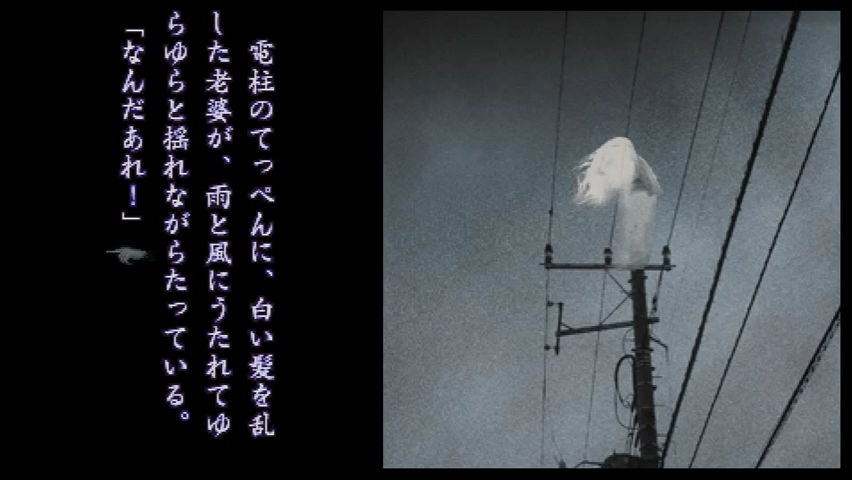 電柱のてっぺんに、白い髪を乱
した老婆が、雨と風にうたれてゆ
らゆらと揺れながらたっている。
「なんだあれ！」